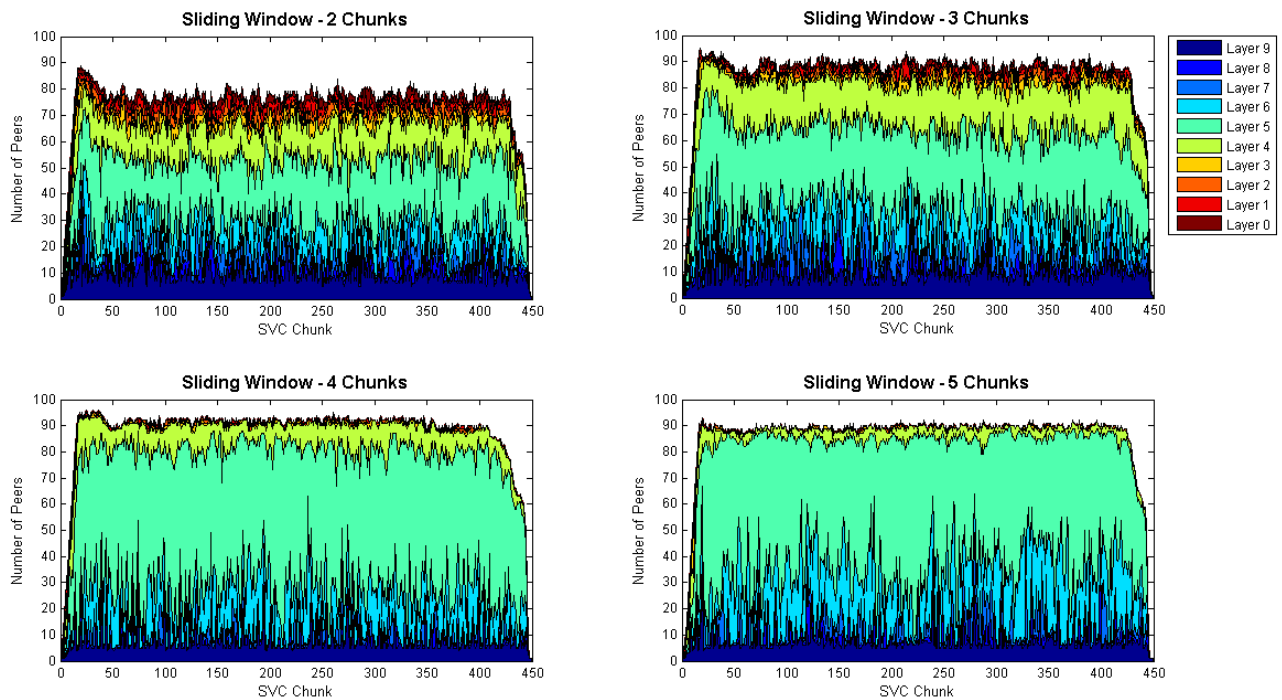 Sliding Window - 2 Chunks
100
90
80
70
60
50
40
30
20
10
0
Number of Peers
0 50 100 150 200 250 300 350 400 450
SVC Chunk
Sliding Window - 3 Chunks
100
90
80
70
60
50
40
30
20
10
0
Number of Peers
0 50 100 150 200 250 300 350 400 450
SVC Chunk
Layer 9
Layer 8
Layer 7
Layer 6
Layer 5
Layer 4
Layer 3
Layer 2
Layer 1
Layer 0
Sliding Window - 4 Chunks
100
90
80
70
60
50
40
30
20
10
0
Number of Peers
0 50 100 150 200 250 300 350 400 450
SVC Chunk
Sliding Window - 5 Chunks
100
90
80
70
60
50
40
30
20
10
0
Number of Peers
0 50 100 150 200 250 300 350 400 450
SVC Chunk